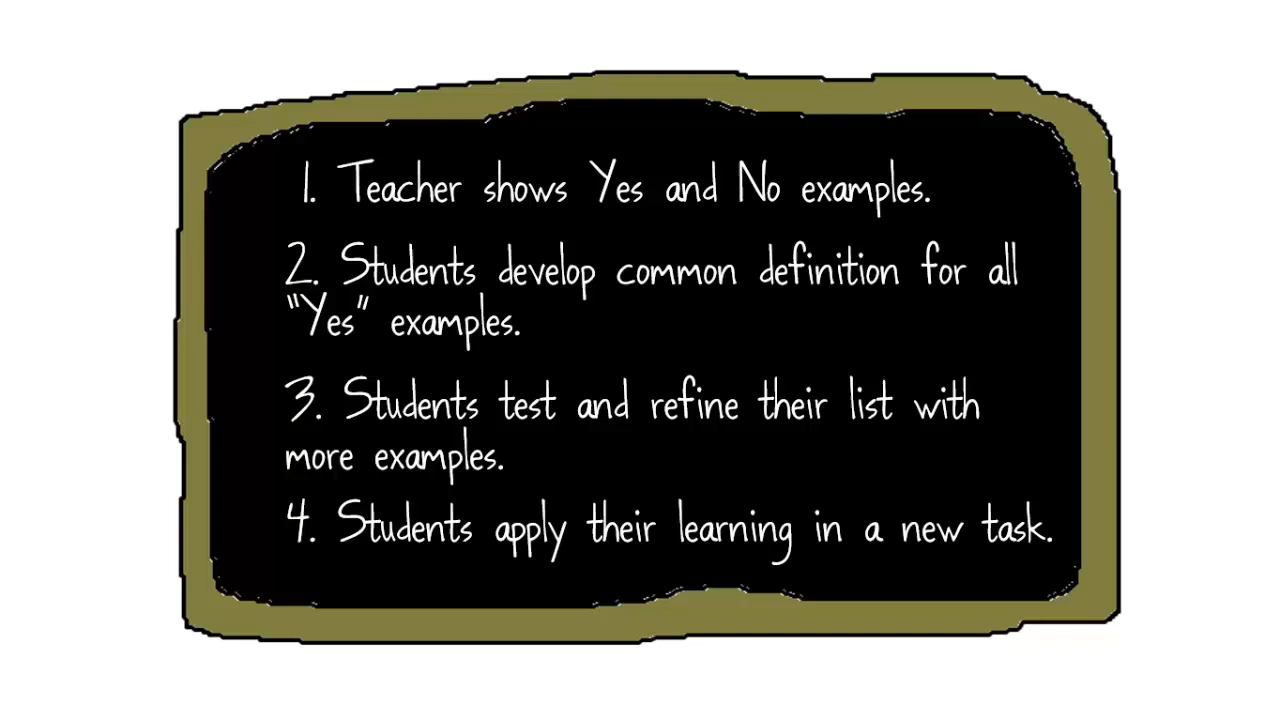 1. Teacher shows Yes and No examples.
2. Students develop common definition for all
"Yes" examples.
3. Students test and refine their list with
more examples.
4. Students apply their learning in a new task.